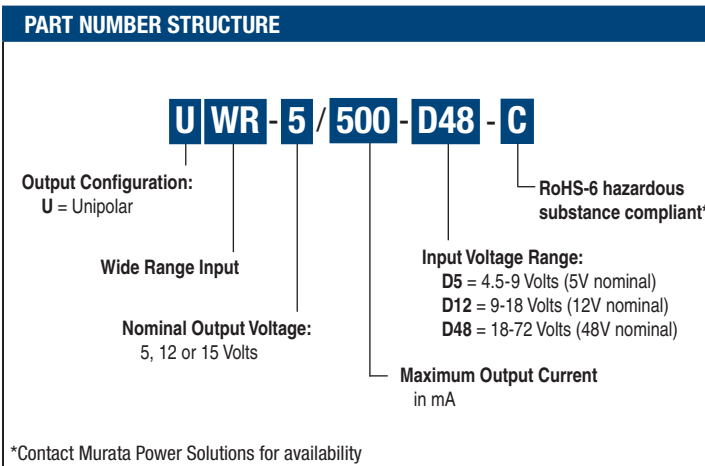 PART NUMBER STRUCTURE
U WR - 5 / 500 - D48 - C
Output Configuration:
U = Unipolar
RoHS-6 hazardous
substance compliant*
Wide Range Input
Input Voltage Range:
D5 = 4.5-9 Volts (5V nominal)
D12 = 9-18 Volts (12V nominal)
D48 = 18-72 Volts (48V nominal)
Nominal Output Voltage:
5, 12 or 15 Volts
Maximum Output Current
in mA
*Contact Murata Power Solutions for availability